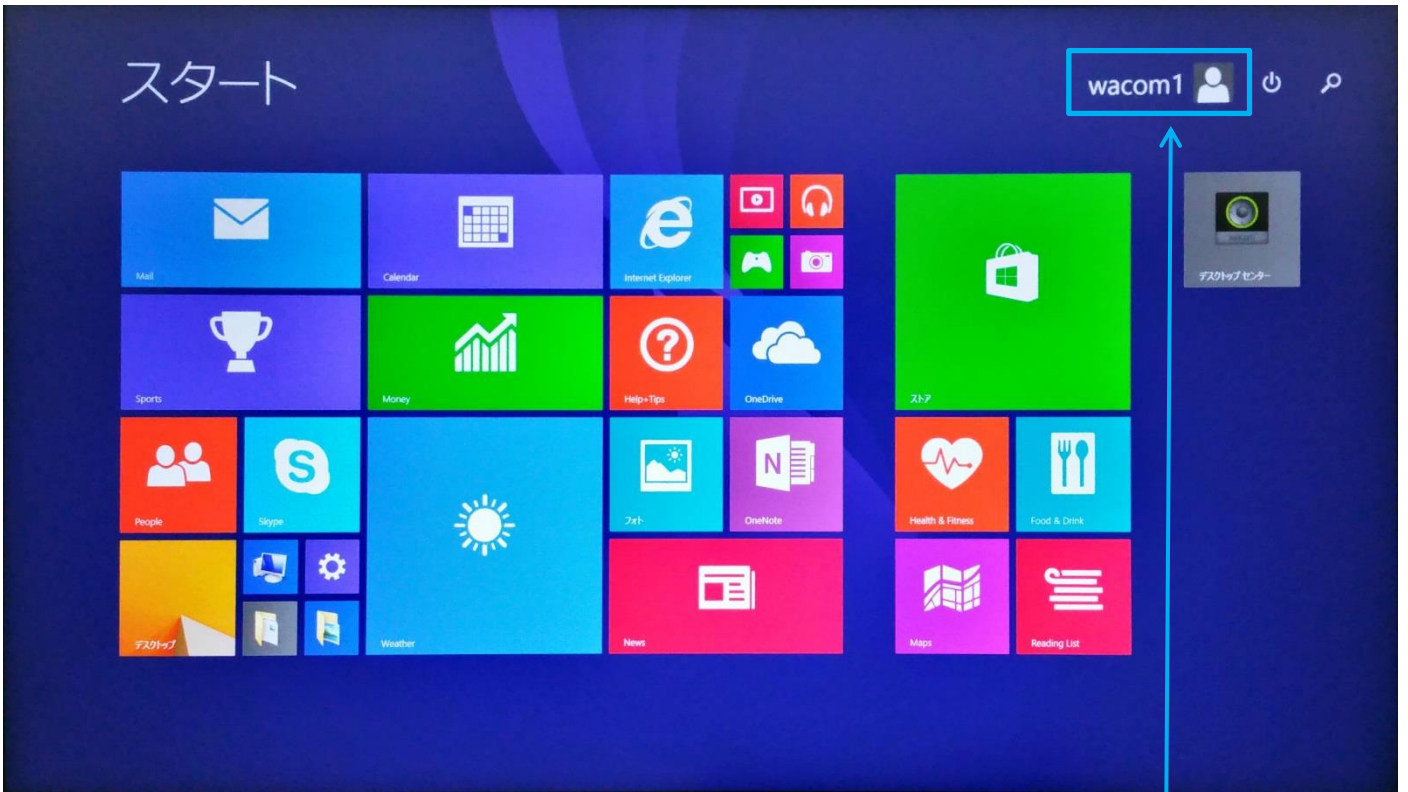 スタート
wacom1
Mail
Calendar
Internet Explorer
デスクトップ センター
Sports
Money
Help+Tips
OneDrive
ストア
People
Skype
フォト
OneNote
Health & Fitness
Food & Drink
デスクトップ
Weather
News
Maps
Reading List